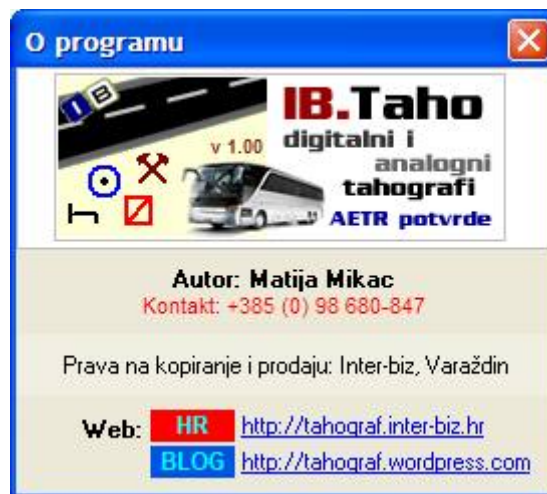 O programu
I B
IB.Taho
v 1.00
digitalni i
analogni
tahografi
AETR potvrde
Autor: Matija Mikac
Kontakt: +385 (0) 98 680-847
Prava na kopiranje i prodaju: Inter-biz, Varaždin
Web: HR http://tahograf.inter-biz.hr
BLOG http://tahograf.wordpress.com